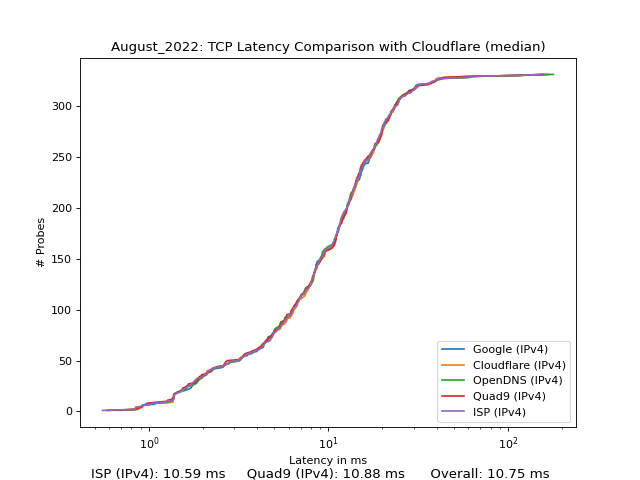 August_2022: TCP Latency Comparison with Cloudflare (median)
# Probes
300
250
200
150
100
50
0
10⁰
10¹
10²
Google (IPv4)
Cloudflare (IPv4)
OpenDNS (IPv4)
Quad9 (IPv4)
ISP (IPv4)
Latency in ms
ISP (IPv4): 10.59 ms Quad9 (IPv4): 10.88 ms Overall: 10.75 ms